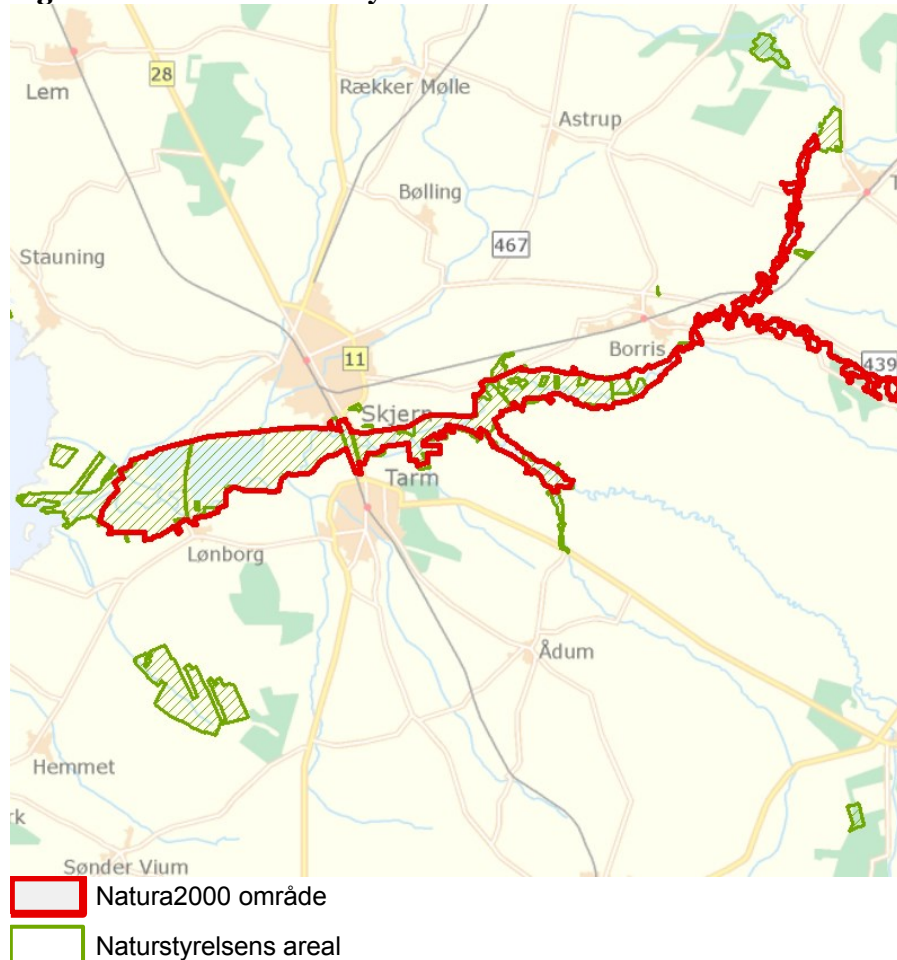 Lem
28
Rækker Mølle
Astrup
Bølling
467
Stauning
Borris
11
439
Skjern
Tarm
Lønborg
Ådum
Hemmet
rk
Sønder Vium
Natura2000 område
Naturstyrelsens areal